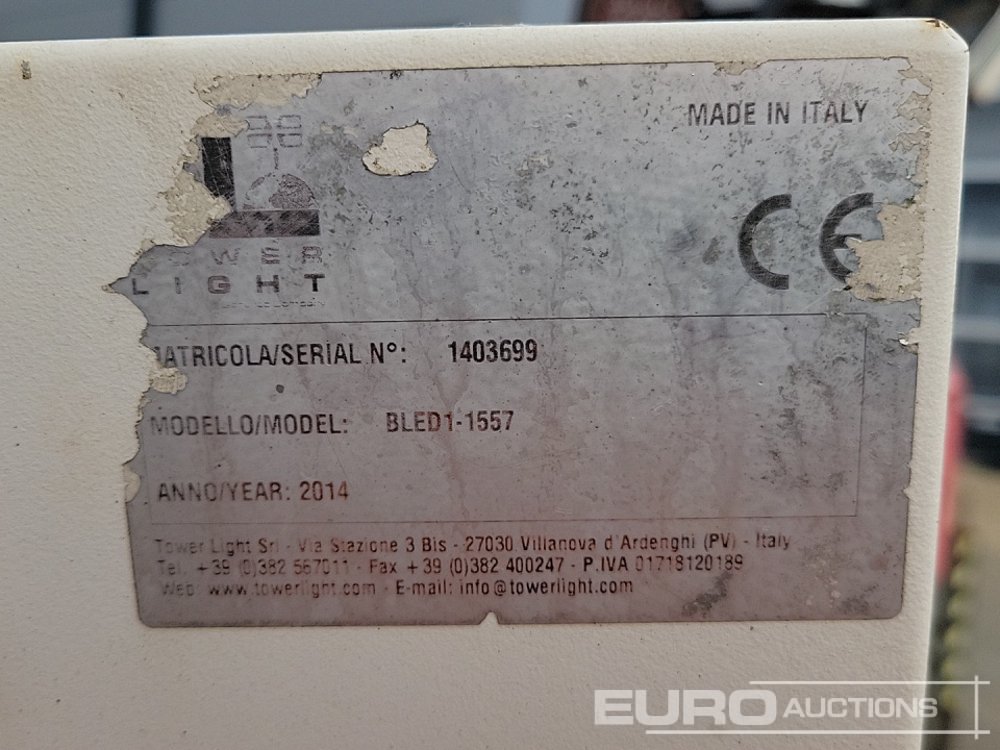 MADE IN ITALY
CE
WER
LIGHT
MATRICOLA/SERIAL N°: 1403699
MODELLO/MODEL: BLED1-1557
ANNO/YEAR: 2014
Tower Light Srl - Via Stazione 3 Bis - 27030 Villanova d'Ardenghi (PV) - Italy
Tel. +39 (0)382 567011 - Fax +39 (0)382 400247 - P.IVA 01718120189
Web: www.towerlight.com - E-mail: info@towerlight.com
EURO AUCTIONS